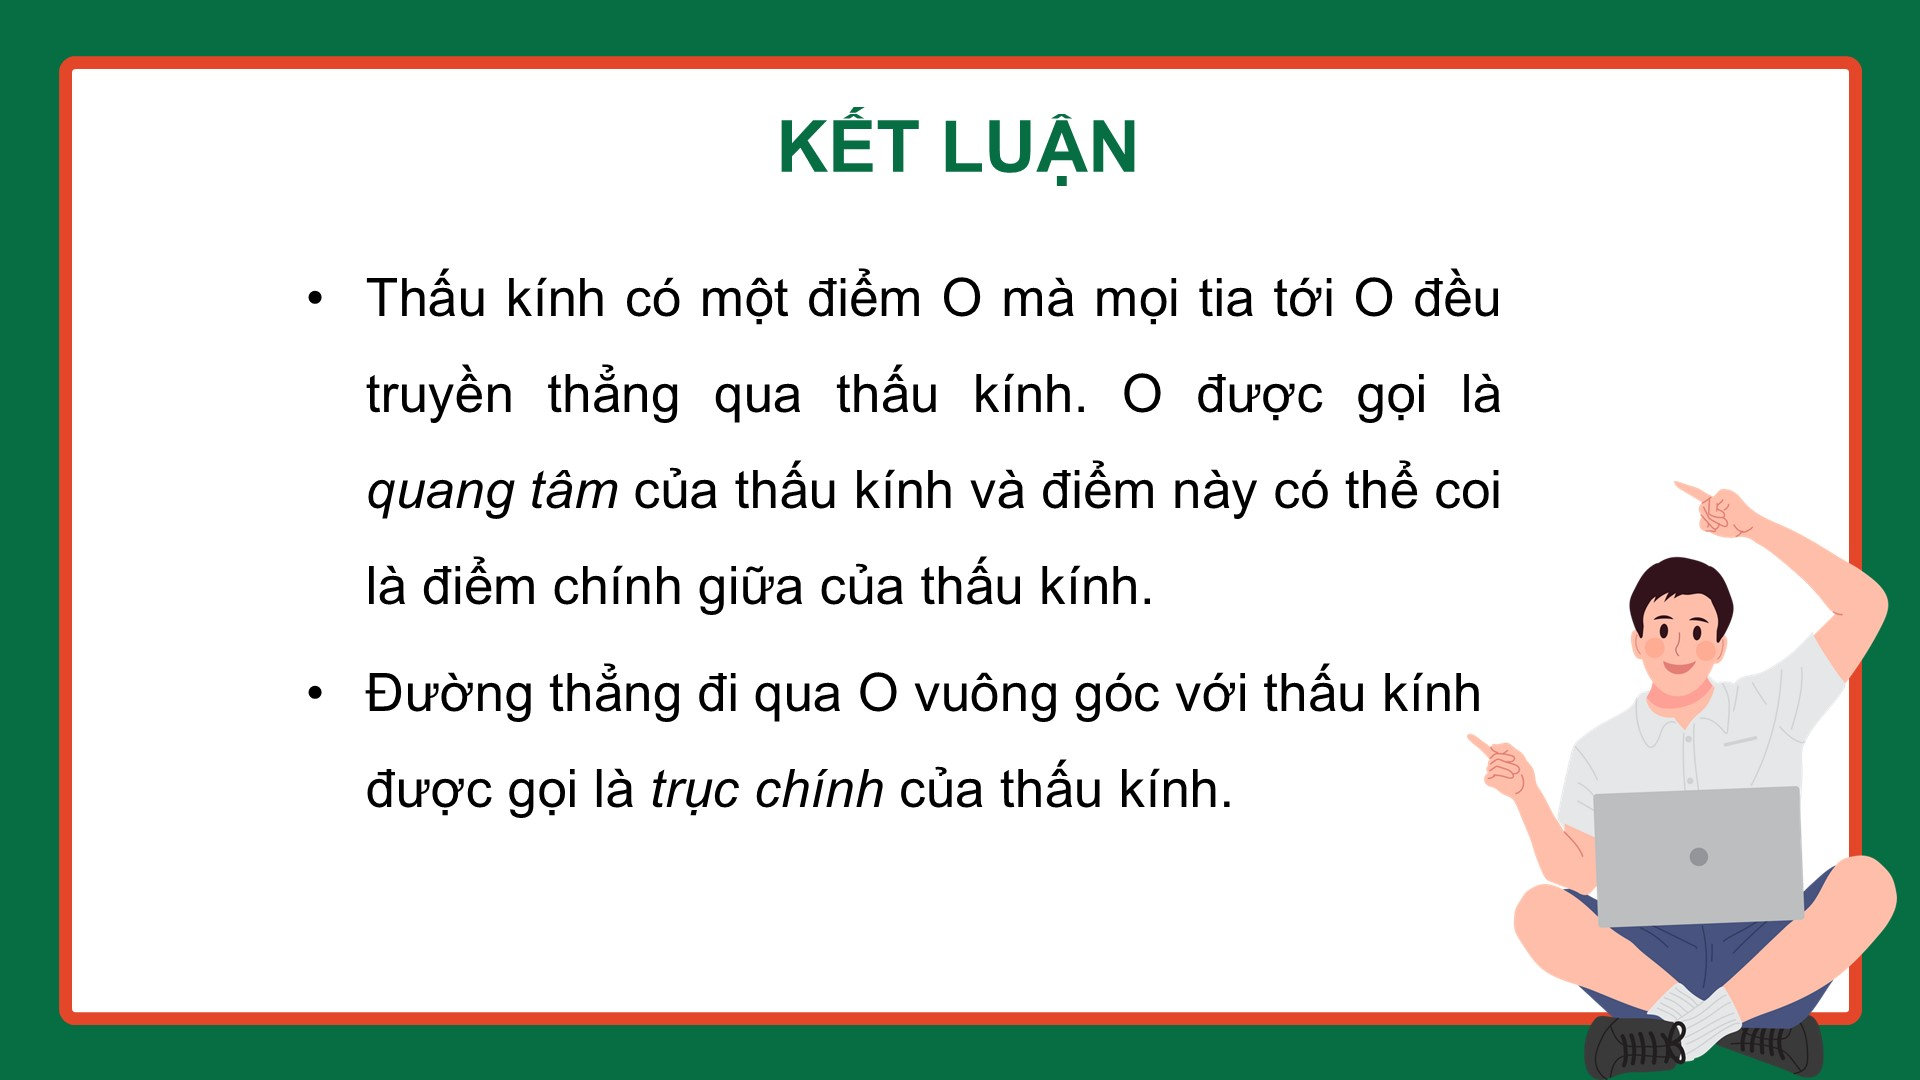 KẾT LUẬN
• Thấu kính có một điểm O mà mọi tia tới O đều
truyền thẳng qua thấu kính. O được gọi là
quang tâm của thấu kính và điểm này có thể coi
là điểm chính giữa của thấu kính.
• Đường thẳng đi qua O vuông góc với thấu kính
được gọi là trục chính của thấu kính.